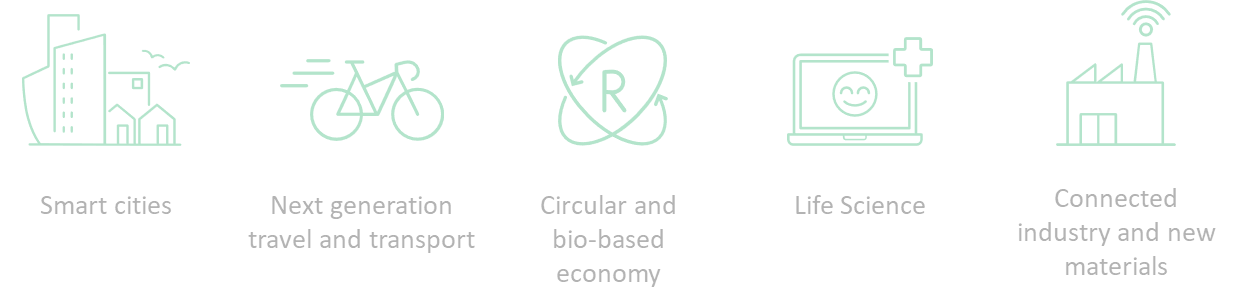 R
Smart cities
Next generation
travel and transport
Circular and
bio-based
economy
Life Science
Connected
industry and new
materials